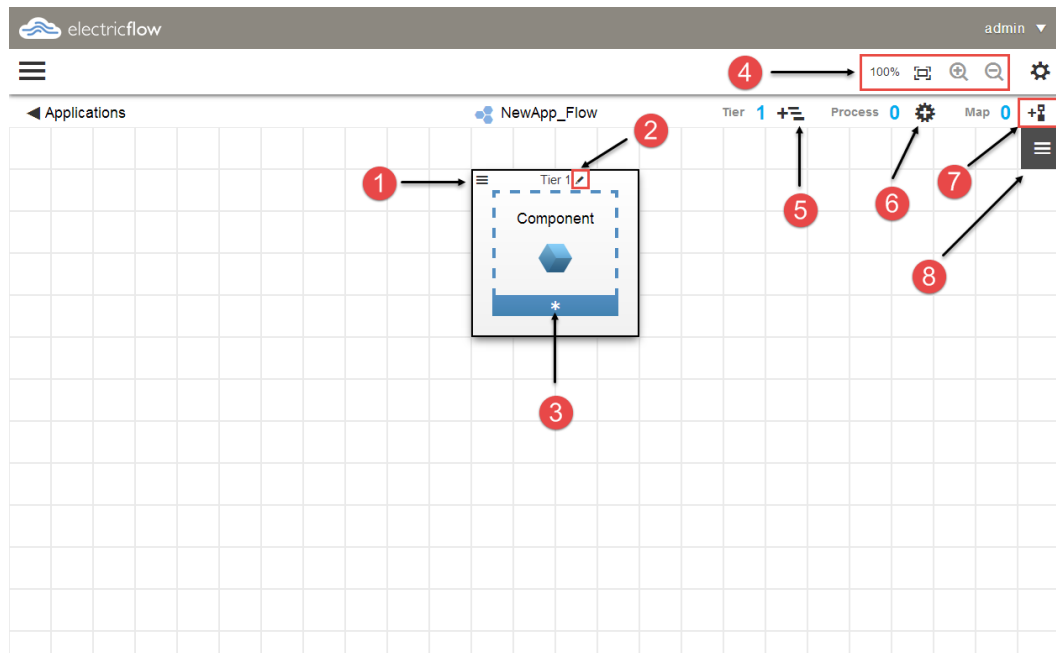 electricflow
admin
4
100%
Applications
NewApp_Flow
Tier 1
Process 0
Map 0
2
1
Tier 1
7
5
6
Component
8
*
3